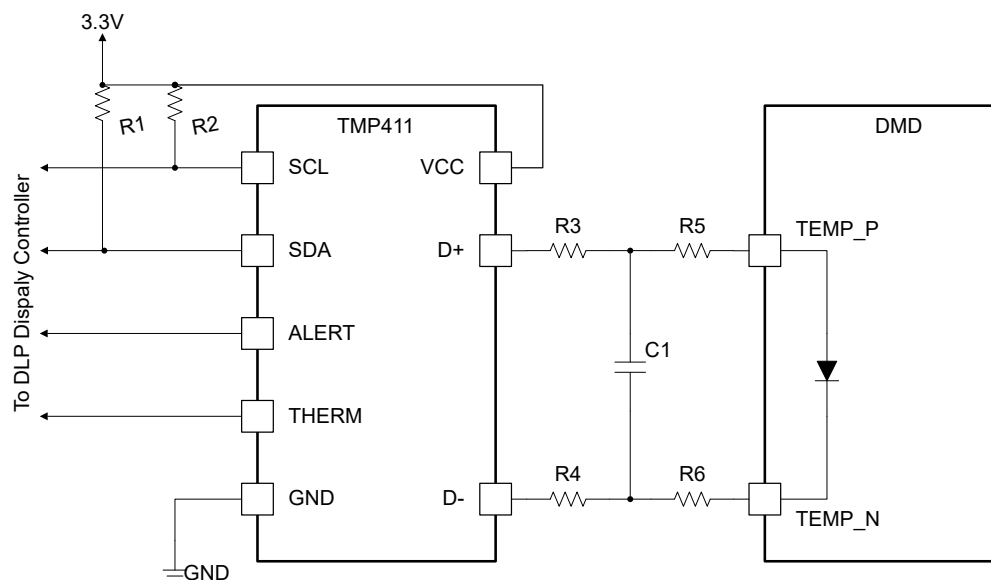 3.3V
R1
R2
TMP411
DMD
SCL
VCC
To DLP Dispaly Controller
SDA
D+
R3
R5
TEMP_P
ALERT
C1
THERM
GND
D-
R4
R6
TEMP_N
GND